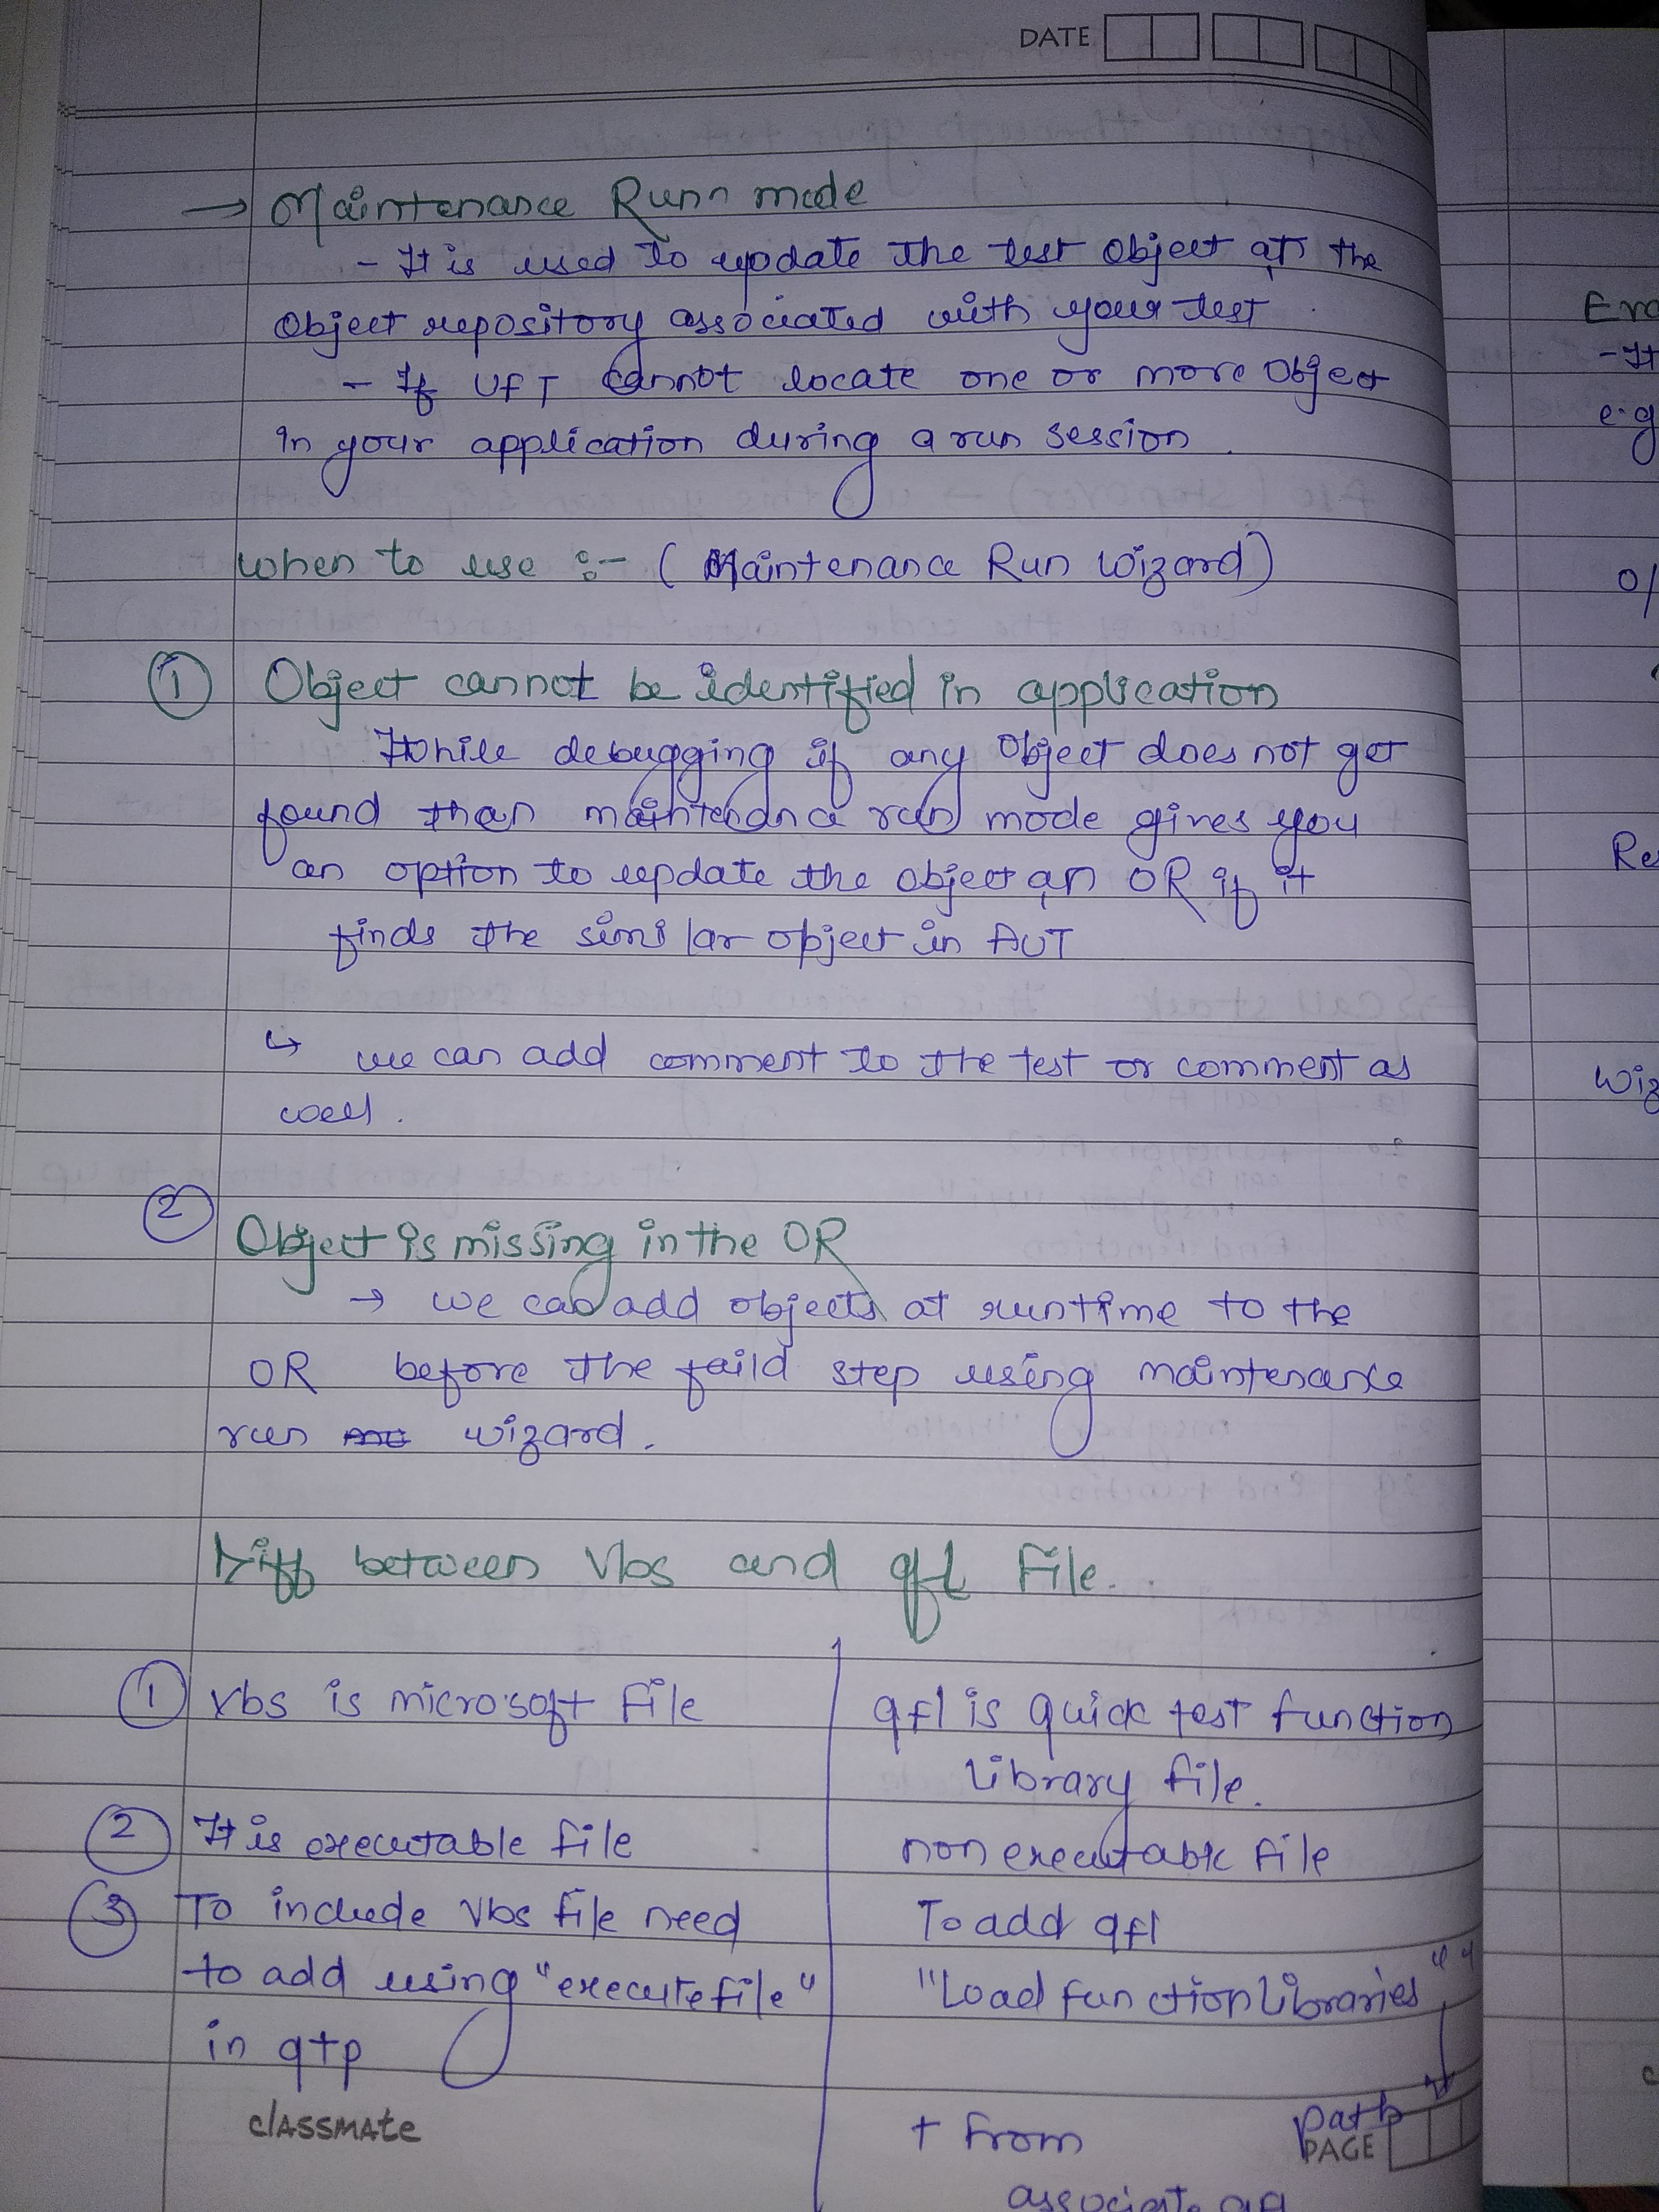 DATE
→ Maintenance Runn mode
- It is used to update the test object in the
object repository associated with your test
- If UFT cannot locate one or more object
in your application during a run session.
when to use :- ( Maintenance Run Wizard)
① Object cannot be identified in application
While debugging if any object does not get
found than run mode gives you
an option to update the object in OR if it
finds the similar object in AUT
↳ we can add comment to the test or comment as
well.
② Object is missing in the OR
→ we can add objects at runtime to the
OR before the faild step using maintenance
run wizard.
Diff between Vbs and qfl File.
① vbs is microsoft File
qfl is quick test function
Library file.
② It is executable file
non executable File
③ To include Vbs file need
to add using "execute file"
in qtp
To add qfl
"Load function Libraries" " "
path
+ From
associate qfl
classmate
PAGE
Era
- It
e.g
O/
Re
Wiz
c